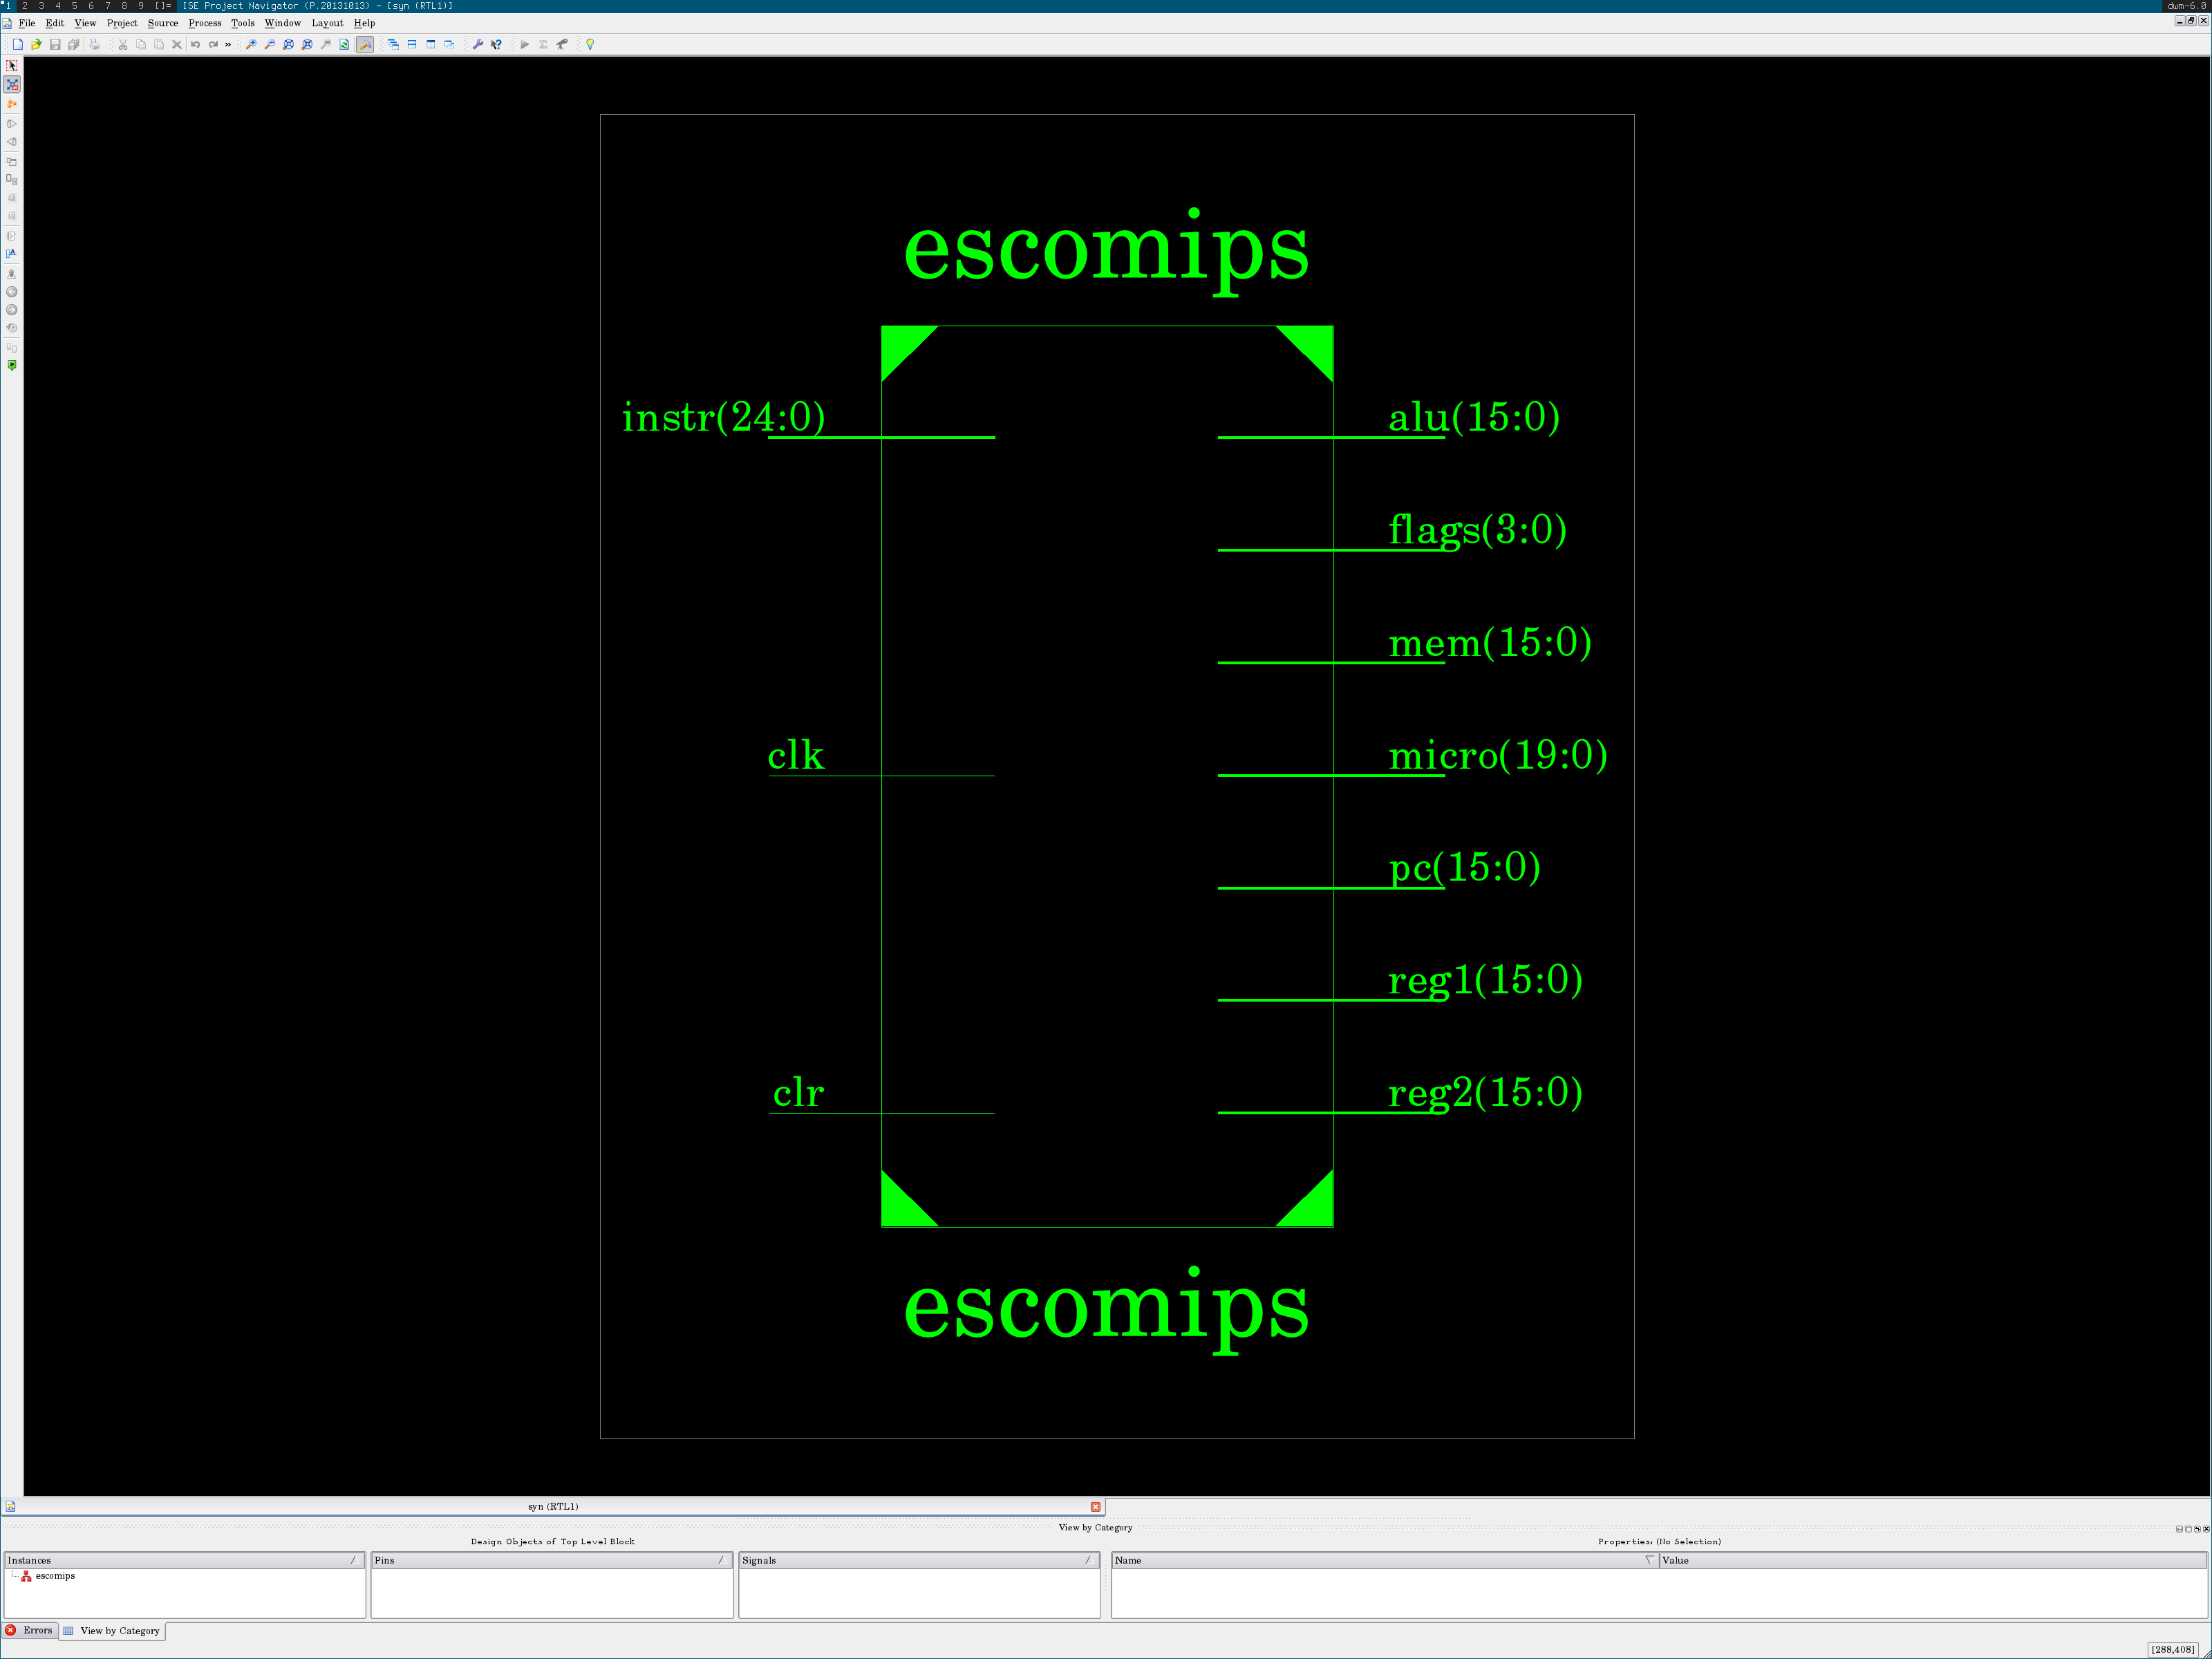 1 2 3 4 5 6 7 8 9 []= ISE Project Navigator (P.20131013) - [syn (RTL1)] dwm-6.0
File Edit View Project Source Process Tools Window Layout Help
escomips
instr(24:0) alu(15:0)
flags(3:0)
mem(15:0)
clk micro(19:0)
pc(15:0)
reg1(15:0)
clr reg2(15:0)
escomips
syn (RTL1)
View by Category
Design Objects of Top Level Block Properties: (No Selection)
Instances Pins Signals Name Value
escomips
Errors View by Category
[288,408]